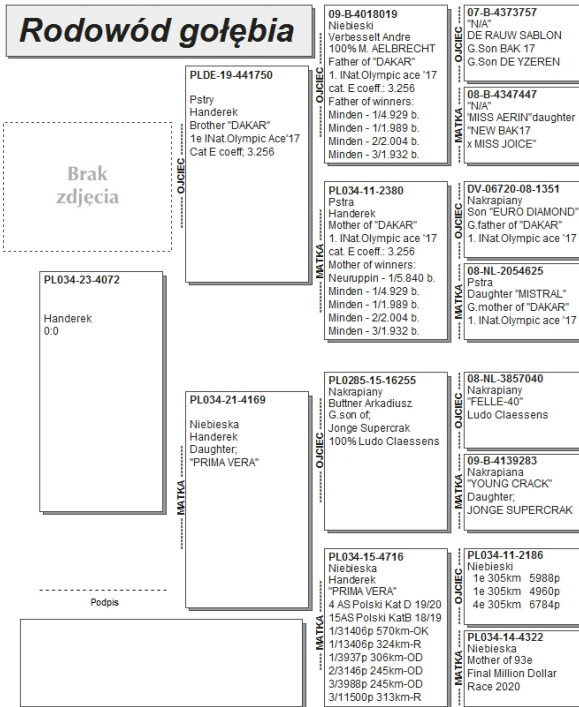 Rodowód gołębia
Brak
zdjęcia
PL034-23-4072
Handerek
0:0
Podpis
OJCIEC
PLDE-19-441750
Pstry
Handerek
Brother "DAKAR"
1e INat.Olympic Ace'17
Cat E coeff; 3.256
MATKA
PL034-21-4169
Niebieska
Handerek
Daughter;
"PRIMA VERA"
OJCIEC
09-B-4018019
Niebieski
Verbesselt Andre
100% M. AELBRECHT
Father of "DAKAR"
1. INat.Olympic ace '17
cat. E coeff.: 3.256
Father of winners:
Minden - 1/4.929 b.
Minden - 1/1.989 b.
Minden - 2/2.004 b.
Minden - 3/1.932 b.
MATKA
PL034-11-2380
Pstra
Handerek
Mother of "DAKAR"
1. INat.Olympic ace '17
cat. E coeff.: 3.256
Mother of winners:
Neuruppin - 1/5.840 b.
Minden - 1/4.929 b.
Minden - 1/1.989 b.
Minden - 2/2.004 b.
Minden - 3/1.932 b.
OJCIEC
PL0285-15-16255
Nakrapiany
Buttner Arkadiusz
G.son of;
Jonge Supercrak
100% Ludo Claessens
MATKA
PL034-15-4716
Niebieska
Handerek
"PRIMA VERA"
4 AS Polski Kat D 19/20
15AS Polski KatB 18/19
1/31406p 570km-OK
1/13406p 324km-R
1/3937p 306km-OD
2/3146p 245km-OD
3/3988p 245km-OD
3/11500p 313km-R
OJCIEC
07-B-4373757
"N/A"
DE RAUW SABLON
G.Son BAK 17
G.Son DE YZEREN
MATKA
08-B-4347447
"N/A"
'MISS AERIN"daughter
"NEW BAK17
x MISS JOICE"
OJCIEC
DV-06720-08-1351
Nakrapiany
Son "EURO DIAMOND"
G.father of "DAKAR"
1. INat.Olympic ace '17
MATKA
08-NL-2054625
Pstra
Daughter "MISTRAL"
G.mother of "DAKAR"
1. INat.Olympic ace '17
OJCIEC
08-NL-3857040
Nakrapiany
"FELLE-40"
Ludo Claessens
MATKA
09-B-4139283
Nakrapiana
"YOUNG CRACK"
Daughter;
JONGE SUPERCRAK
OJCIEC
PL034-11-2186
Niebieski
1e 305km 5988p
1e 305km 4960p
4e 305km 6784p
MATKA
PL034-14-4322
Niebieska
Mother of 93e
Final Million Dollar
Race 2020